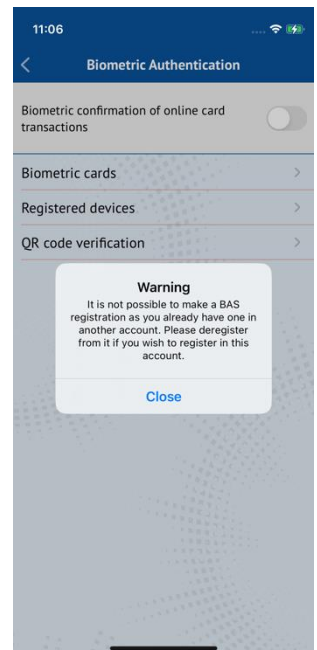 11:06
Biometric Authentication
Biometric confirmation of online card
transactions
Biometric cards
Registered devices
QR code verification
Warning
It is not possible to make a BAS
registration as you already have one in
another account. Please deregister
from it if you wish to register in this
account.
Close